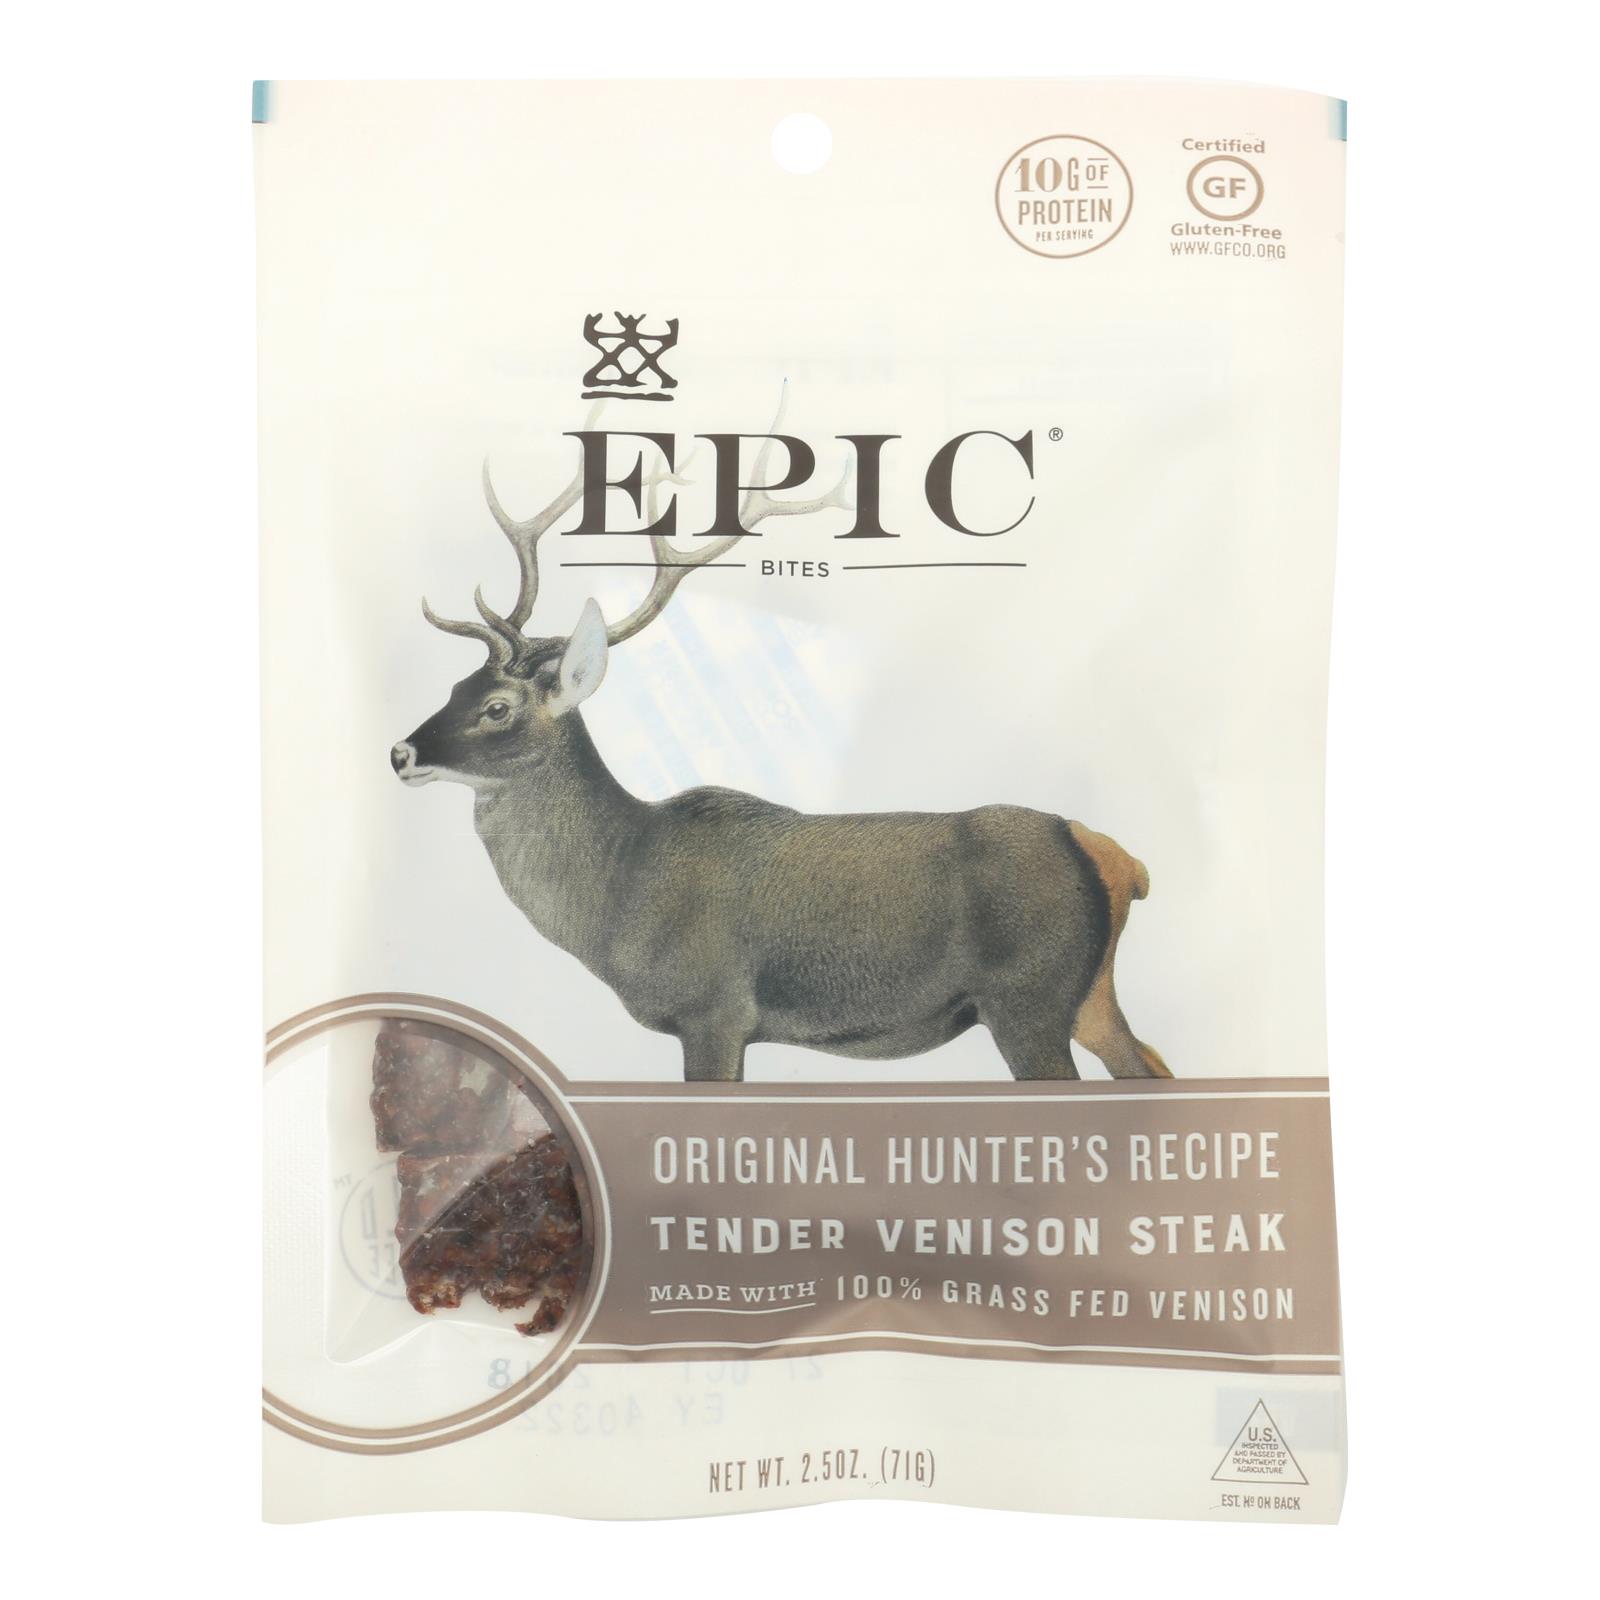 10G OF
PROTEIN
PER SERVING
Certified
GF
Gluten-Free
WWW.GFCO.ORG
EPIC®
BITES
ORIGINAL HUNTER'S RECIPE
TENDER VENISON STEAK
MADE WITH 100% GRASS FED VENISON
NET WT. 2.5OZ. (71G)
U.S.
INSPECTED
AND PASSED BY
DEPARTMENT OF
AGRICULTURE
EST. Nº ON BACK